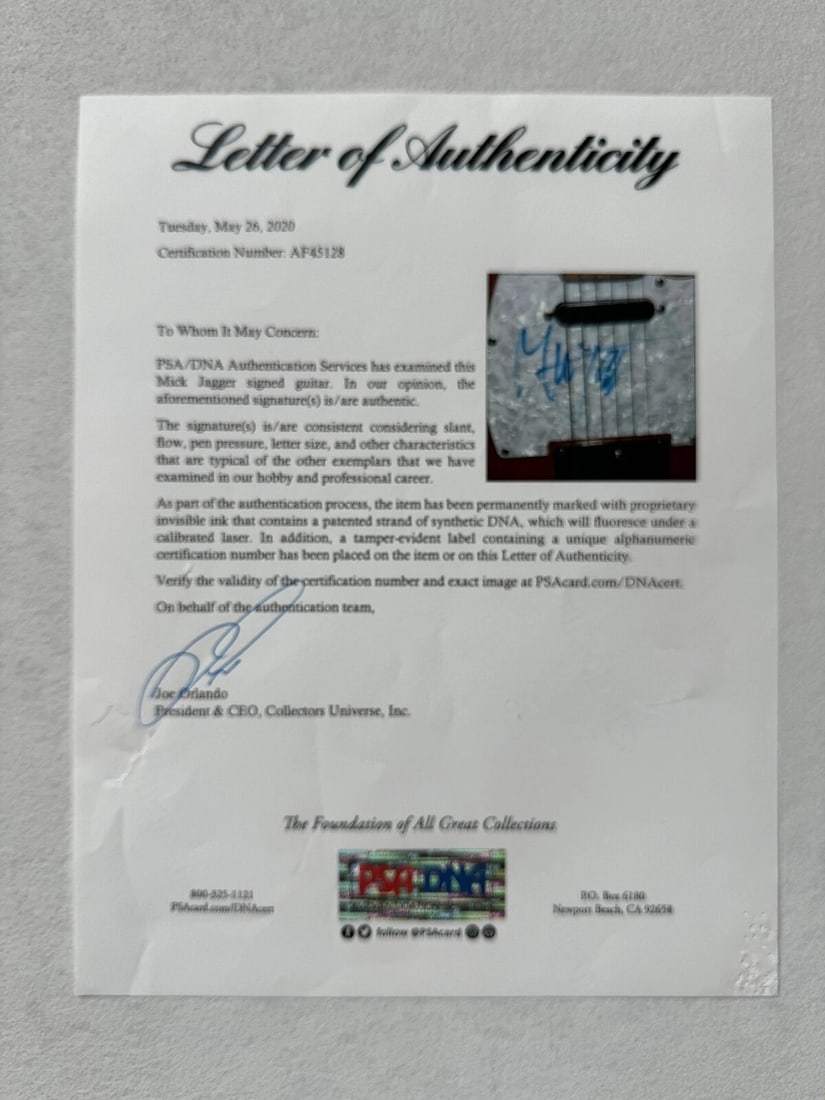 Letter of Authenticity
Tuesday, May 26, 2020
Certification Number: AF45128
To Whom It May Concern:
PSA/DNA Authentication Services has examined this
Mick Jagger signed guitar. In our opinion, the
aforementioned signature(s) is/are authentic.
The signature(s) is/are consistent considering slant,
flow, pen pressure, letter size, and other characteristics
that are typical of the other exemplars that we have
examined in our hobby and professional career.
As part of the authentication process, the item has been permanently marked with proprietary
invisible ink that contains a patented strand of synthetic DNA, which will fluoresce under a
calibrated laser. In addition, a tamper-evident label containing a unique alphanumeric
certification number has been placed on the item or on this Letter of Authenticity.
Verify the validity of the certification number and exact image at PSAcard.com/DNAcert.
On behalf of the authentication team,
Joe Orlando
President & CEO, Collectors Universe, Inc.
The Foundation of All Great Collections
PSA DNA
800-325-1121
PSAcard.com/DNAcert
P.O. Box 6180
Newport Beach, CA 92658
follow @PSAcard